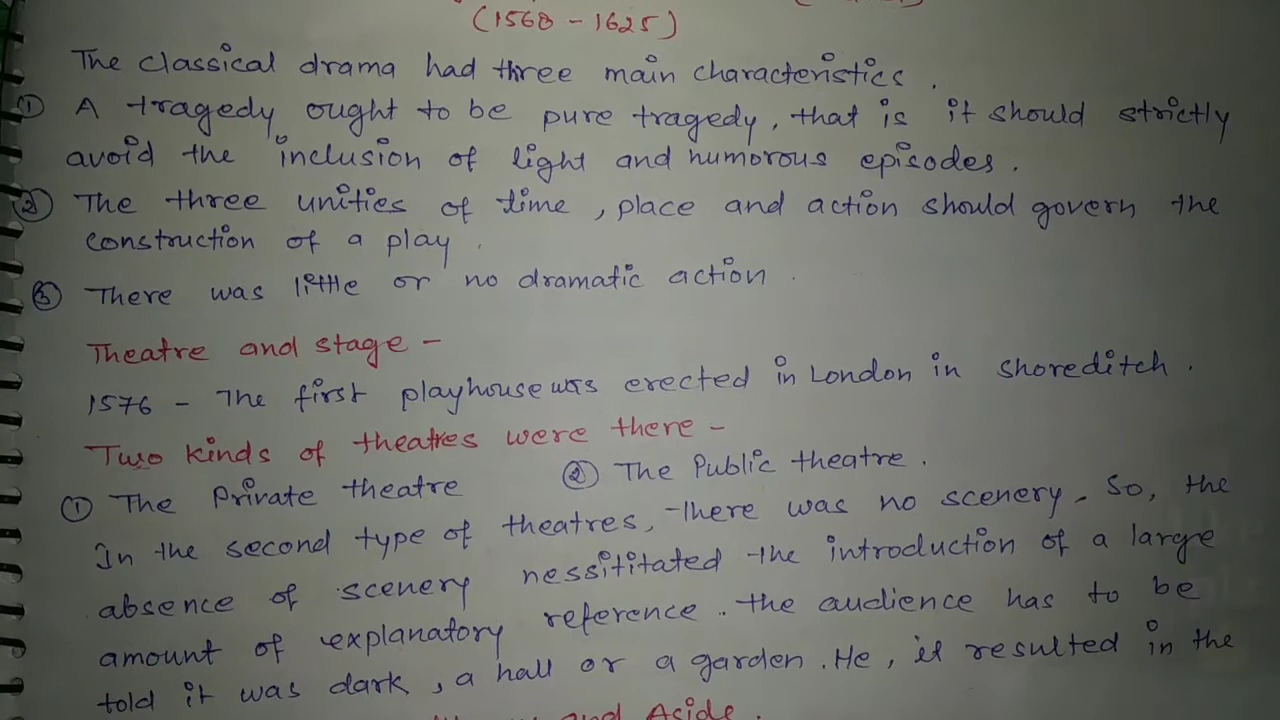 (1560 - 1625)
The classical drama had three main characteristics.
① A tragedy ought to be pure tragedy, that is it should strictly
avoid the inclusion of light and humorous episodes.
② The three unities of time, place and action should govern the
construction of a play.
③ There was little or no dramatic action.
Theatre and stage -
1576 - The first playhouse was erected in London in Shoreditch.
Two kinds of theatres were there -
① The Private theatre ② The Public theatre.
In the second type of theatres, there was no scenery. So, the
absence of scenery nessititated the introduction of a large
amount of explanatory reference. The audience has to be
told it was dark, a hall or a garden. He, it resulted in the
and Aside.